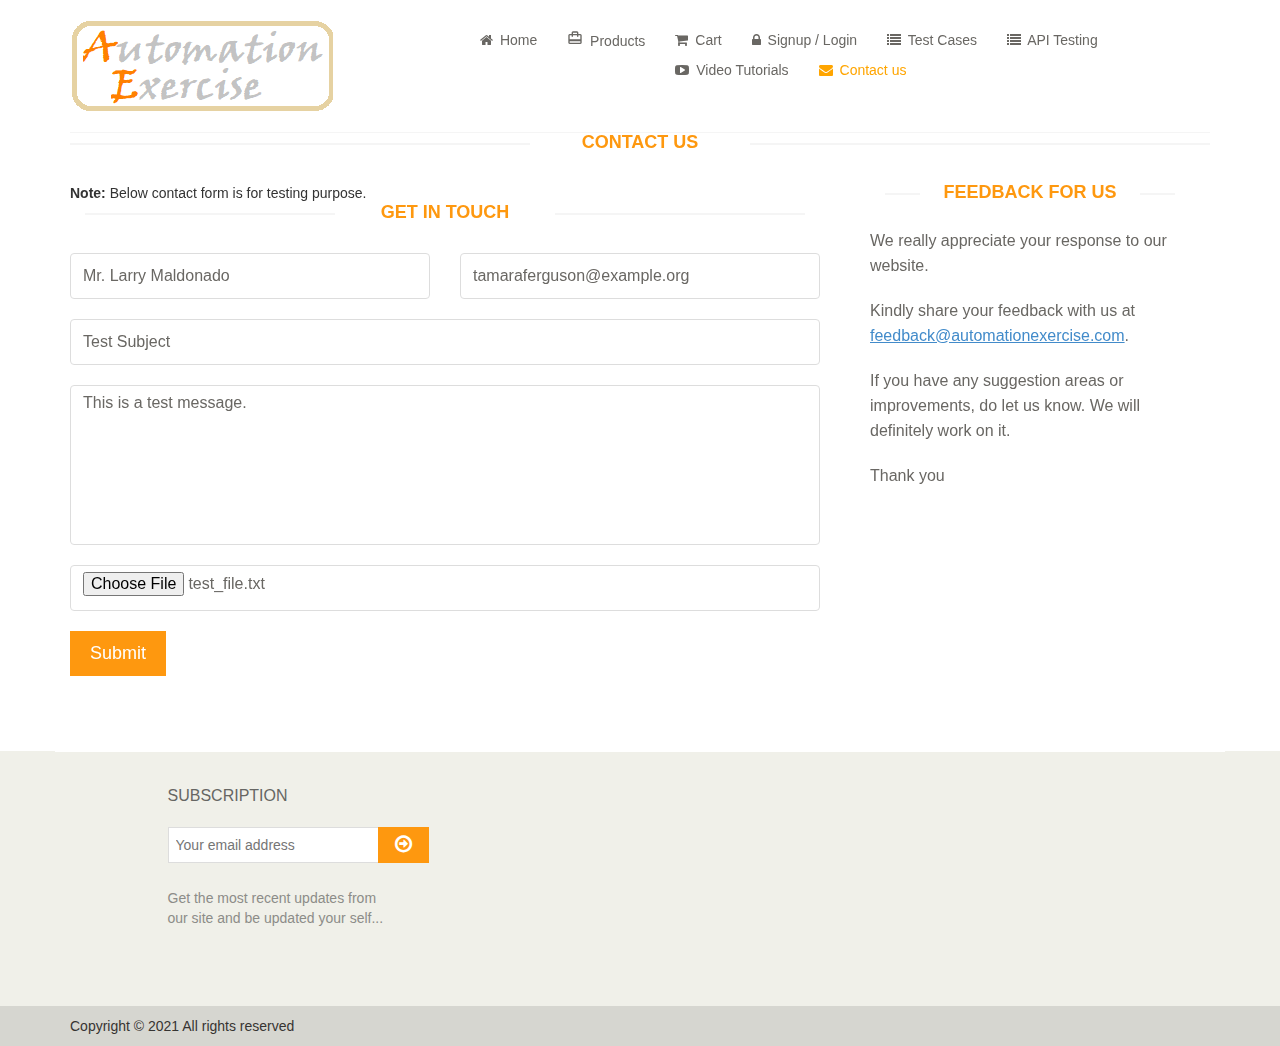 Automation
Exercise
Home
Products
Cart
Signup / Login
Test Cases
API Testing
Video Tutorials
Contact us
CONTACT US
Note: Below contact form is for testing purpose.
GET IN TOUCH
Mr. Larry Maldonado
tamaraferguson@example.org
Test Subject
This is a test message.
Choose File test_file.txt
Submit
FEEDBACK FOR US
We really appreciate your response to our
website.
Kindly share your feedback with us at
feedback@automationexercise.com.
If you have any suggestion areas or
improvements, do let us know. We will
definitely work on it.
Thank you
SUBSCRIPTION
Your email address
Get the most recent updates from
our site and be updated your self...
Copyright © 2021 All rights reserved